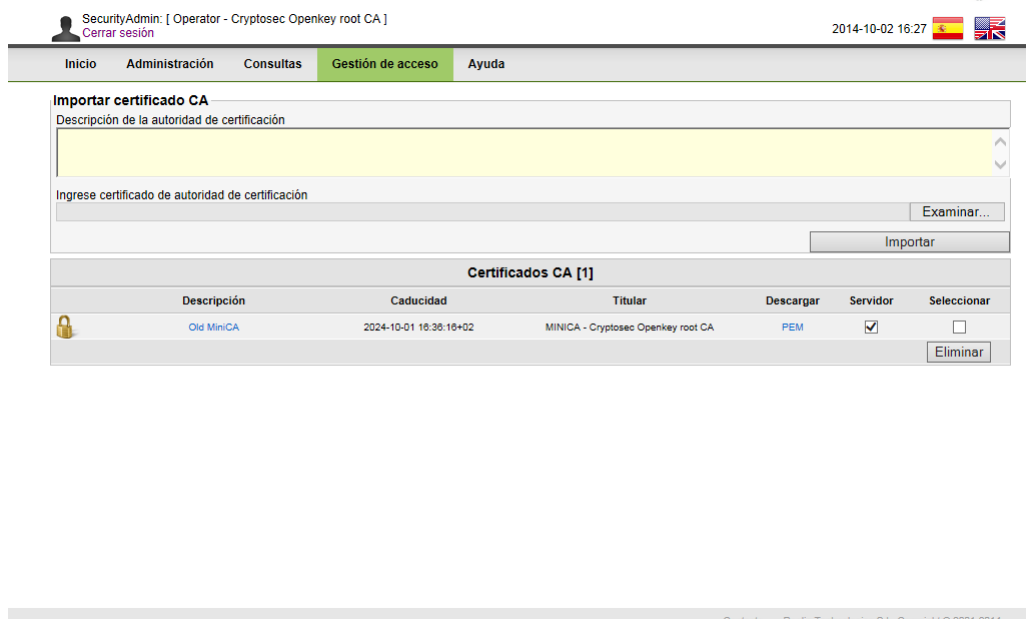 SecurityAdmin: [ Operator - Cryptosec Openkey root CA ]
Cerrar sesión
2014-10-02 16:27
Inicio Administración Consultas Gestión de acceso Ayuda
Importar certificado CA
Descripción de la autoridad de certificación
Ingrese certificado de autoridad de certificación
Examinar...
Importar
Certificados CA [1]
Descripción Caducidad Titular Descargar Servidor Seleccionar
Old MiniCA 2024-10-01 16:36:16+02 MINICA - Cryptosec Openkey root CA PEM
Eliminar